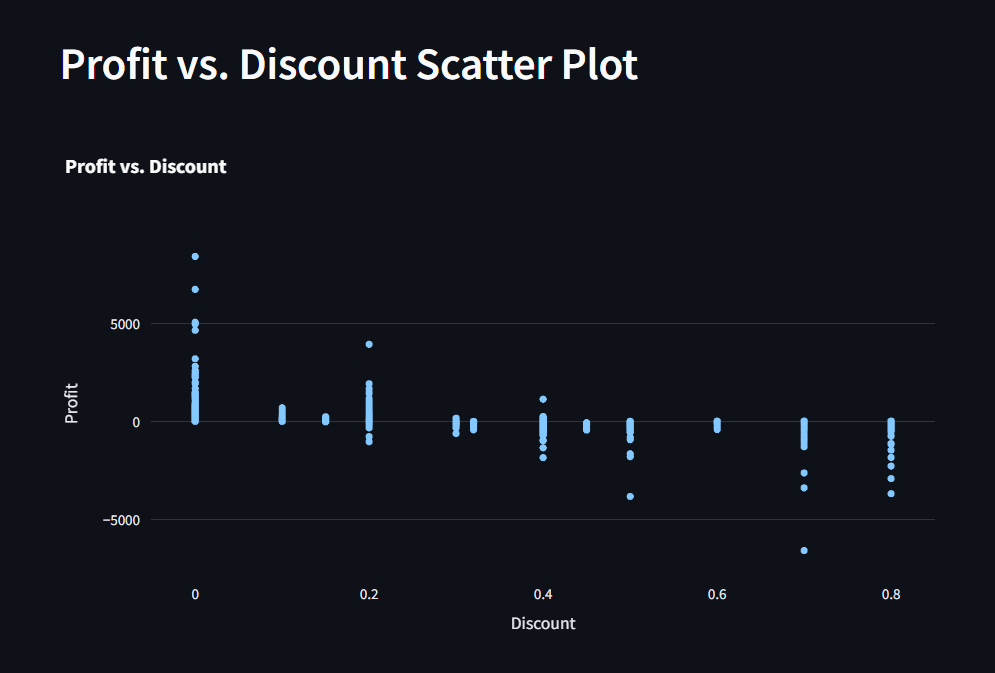 Profit vs. Discount Scatter Plot
Profit vs. Discount
5000
0
−5000
Profit
0 0.2 0.4 0.6 0.8
Discount